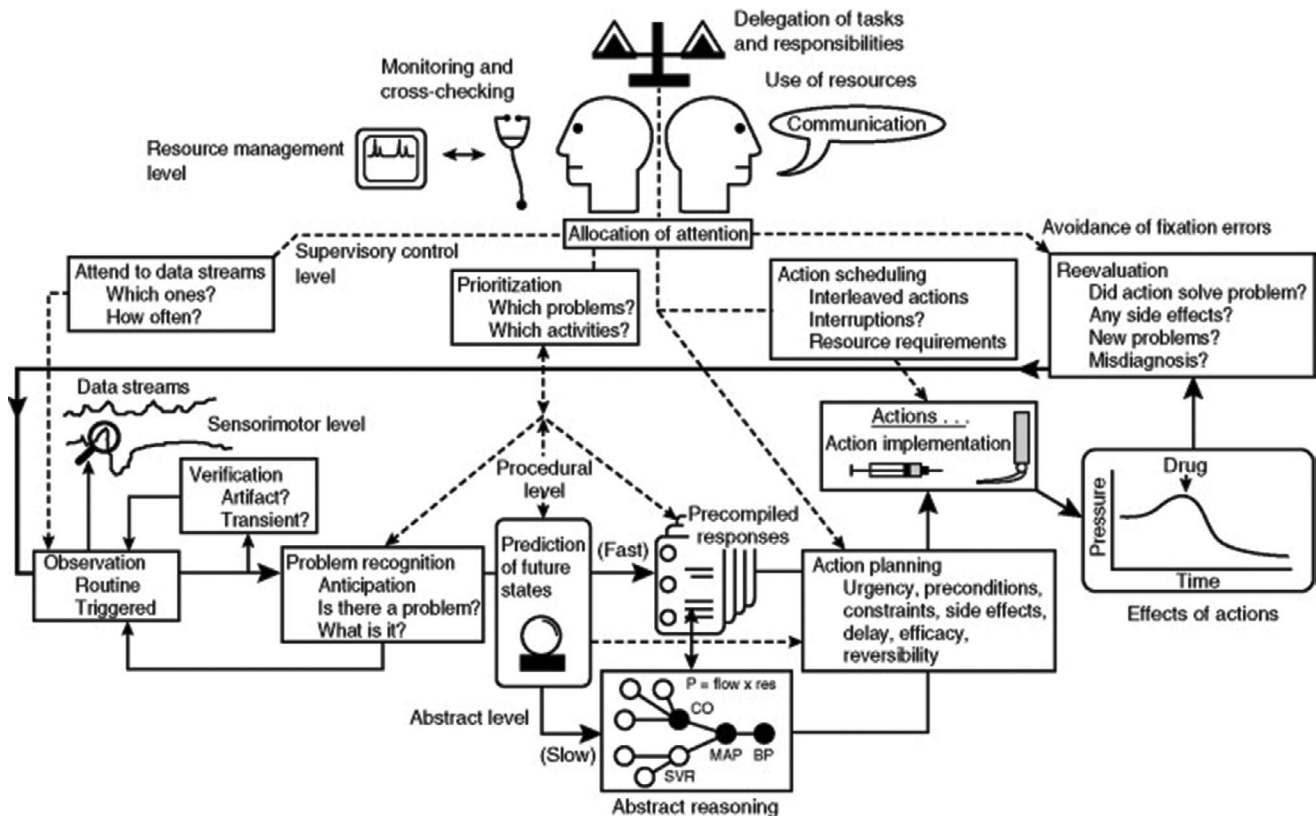 Delegation of tasks
and responsibilities
Monitoring and
cross-checking
Use of resources
Communication
Resource management
level
Allocation of attention
Avoidance of fixation errors
Supervisory control
level
Attend to data streams
Which ones?
How often?
Prioritization
Which problems?
Which activities?
Action scheduling
Interleaved actions
Interruptions?
Resource requirements
Reevaluation
Did action solve problem?
Any side effects?
New problems?
Misdiagnosis?
Data streams
Sensorimotor level
Actions . . .
Action implementation
Verification
Artifact?
Transient?
Procedural
level
Drug
Pressure
Time
Effects of actions
Observation
Routine
Triggered
Problem recognition
Anticipation
Is there a problem?
What is it?
Prediction
of future
states
(Fast)
Precompiled
responses
Action planning
Urgency, preconditions,
constraints, side effects,
delay, efficacy,
reversibility
Abstract level
(Slow)
P = flow x res
CO
MAP
BP
SVR
Abstract reasoning